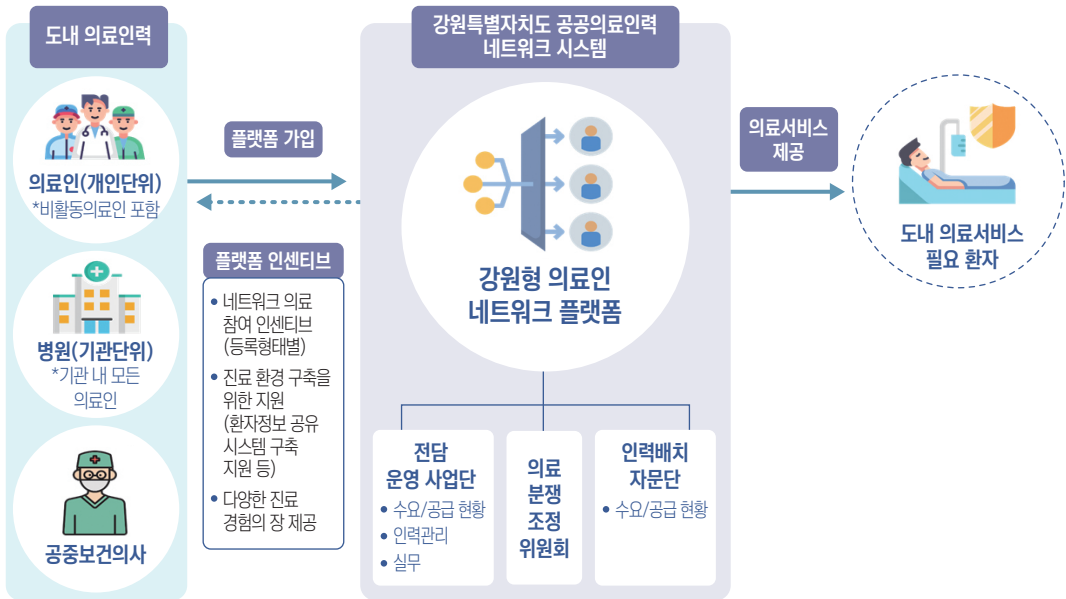 도내 의료인력
의료인(개인단위)
*비활동의료인 포함
병원(기관단위)
*기관 내 모든
의료인
공중보건의사
플랫폼 가입
플랫폼 인센티브
• 네트워크 의료
참여 인센티브
(등록형태별)
• 진료 환경 구축을
위한 지원
(환자정보 공유
시스템 구축
지원 등)
• 다양한 진료
경험의 장 제공
강원특별자치도 공공의료인력
네트워크 시스템
강원형 의료인
네트워크 플랫폼
전담
운영 사업단
• 수요/공급 현황
• 인력관리
• 실무
의료
분쟁
조정
위원회
인력배치
자문단
• 수요/공급 현황
의료서비스
제공
도내 의료서비스
필요 환자